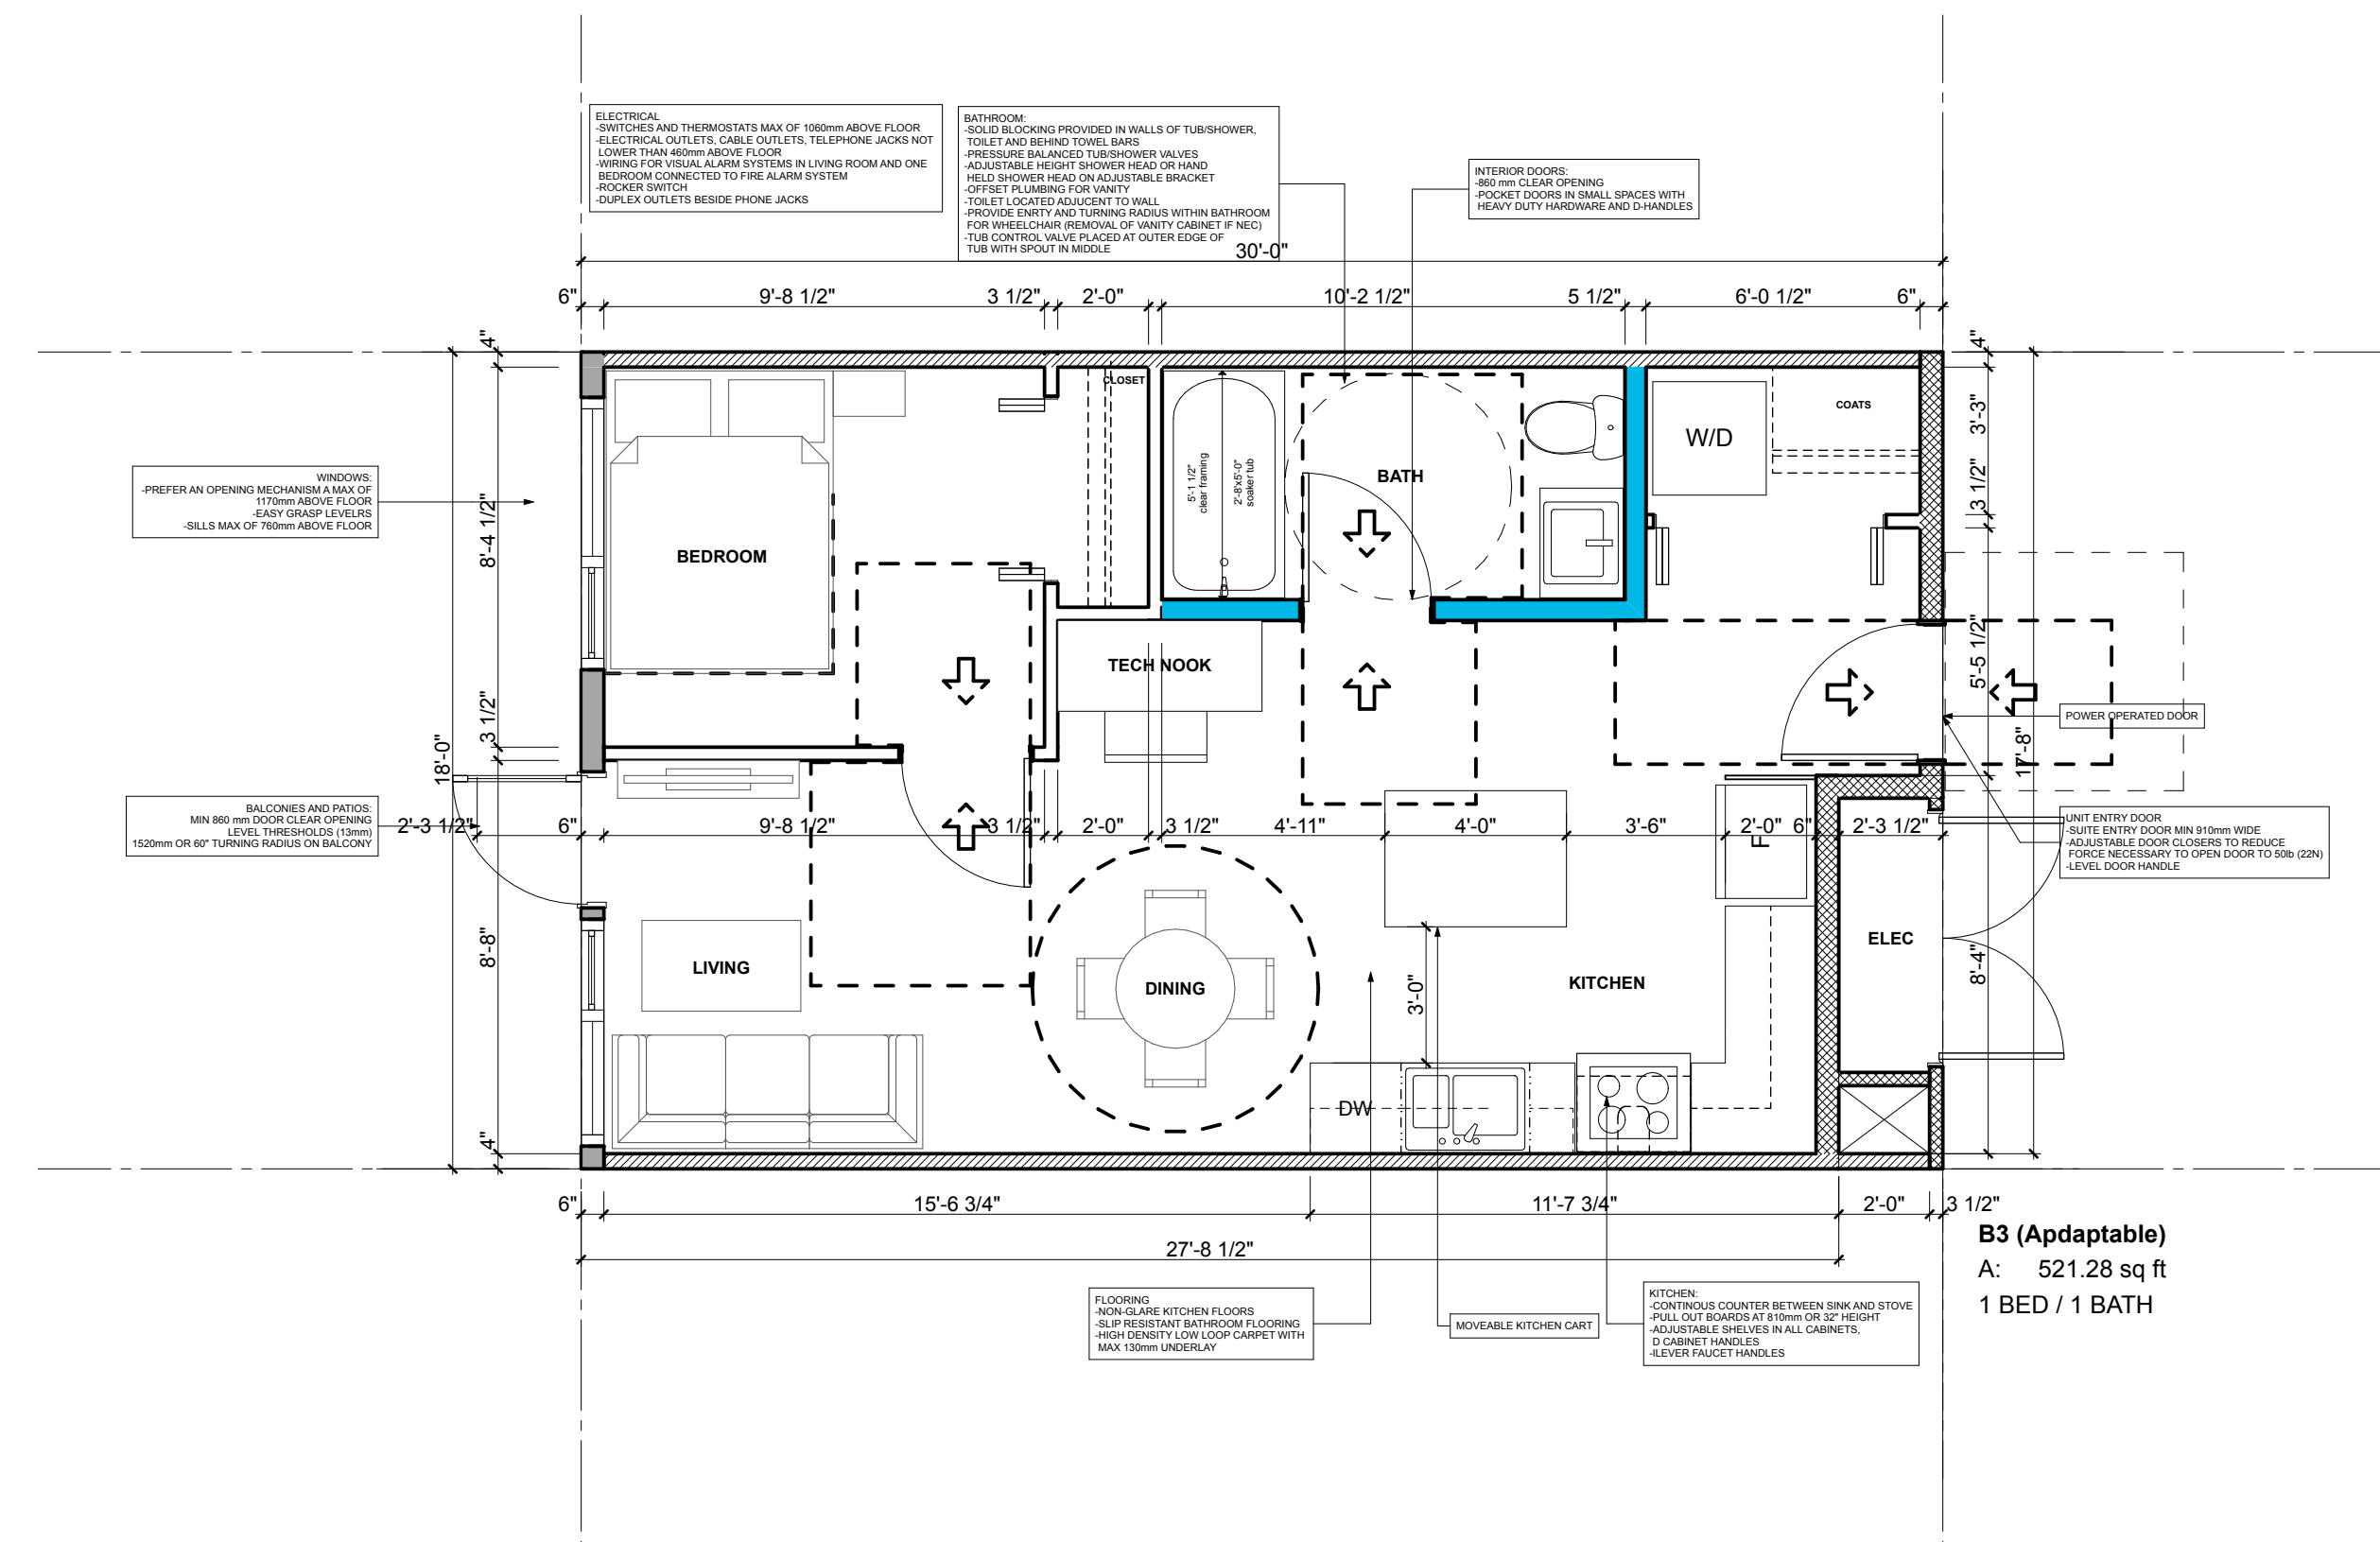 ELECTRICAL
-SWITCHES AND THERMOSTATS MAX OF 1060mm ABOVE FLOOR
-ELECTRICAL OUTLETS, CABLE OUTLETS, TELEPHONE JACKS NOT
LOWER THAN 460mm ABOVE FLOOR
-WIRING FOR VISUAL ALARM SYSTEMS IN LIVING ROOM AND ONE
BEDROOM CONNECTED TO FIRE ALARM SYSTEM
-ROCKER SWITCH
-DUPLEX OUTLETS BESIDE PHONE JACKS
BATHROOM:
-SOLID BLOCKING PROVIDED IN WALLS OF TUB/SHOWER,
TOILET AND BEHIND TOWEL BARS
-PRESSURE BALANCED TUB/SHOWER VALVES
-ADJUSTABLE HEIGHT SHOWER HEAD OR HAND
HELD SHOWER HEAD ON ADJUSTABLE BRACKET
-OFFSET PLUMBING FOR VANITY
-TOILET LOCATED ADJUCENT TO WALL
-PROVIDE ENRTY AND TURNING RADIUS WITHIN BATHROOM
FOR WHEELCHAIR (REMOVAL OF VANITY CABINET IF NEC)
-TUB CONTROL VALVE PLACED AT OUTER EDGE OF
TUB WITH SPOUT IN MIDDLE
INTERIOR DOORS:
-860 mm CLEAR OPENING
-POCKET DOORS IN SMALL SPACES WITH
HEAVY DUTY HARDWARE AND D-HANDLES
30'-0"
6" 9'-8 1/2" 3 1/2" 2'-0" 10'-2 1/2" 5 1/2" 6'-0 1/2" 6"
4"
8'-4 1/2"
3 1/2"
18'-0"
8'-8"
4"
4"
3'-3"
3 1/2"
5'-5 1/2"
17'-8"
8'-4"
CLOSET
COATS
W/D
BATH
5'-1 1/2"
clear framing
2'-8'x5'-0"
soaker tub
WINDOWS:
-PREFER AN OPENING MECHANISM A MAX OF
1170mm ABOVE FLOOR
-EASY GRASP LEVELRS
-SILLS MAX OF 760mm ABOVE FLOOR
BEDROOM
TECH NOOK
POWER OPERATED DOOR
BALCONIES AND PATIOS:
MIN 860 mm DOOR CLEAR OPENING
LEVEL THRESHOLDS (13mm)
1520mm OR 60" TURNING RADIUS ON BALCONY
2'-3 1/2" 6" 9'-8 1/2" 3 1/2" 2'-0" 3 1/2" 4'-11" 4'-0" 3'-6" 2'-0" 6" 2'-3 1/2"
F
UNIT ENTRY DOOR
-SUITE ENTRY DOOR MIN 910mm WIDE
-ADJUSTABLE DOOR CLOSERS TO REDUCE
FORCE NECESSARY TO OPEN DOOR TO 50lb (22N)
-LEVEL DOOR HANDLE
ELEC
LIVING
DINING
KITCHEN
3'-0"
DW
6" 15'-6 3/4" 11'-7 3/4" 2'-0" 3 1/2"
27'-8 1/2"
B3 (Apdaptable)
A: 521.28 sq ft
1 BED / 1 BATH
FLOORING
-NON-GLARE KITCHEN FLOORS
-SLIP RESISTANT BATHROOM FLOORING
-HIGH DENSITY LOW LOOP CARPET WITH
MAX 130mm UNDERLAY
MOVEABLE KITCHEN CART
KITCHEN:
-CONTINOUS COUNTER BETWEEN SINK AND STOVE
-PULL OUT BOARDS AT 810mm OR 32" HEIGHT
-ADJUSTABLE SHELVES IN ALL CABINETS,
D CABINET HANDLES
-ILEVER FAUCET HANDLES